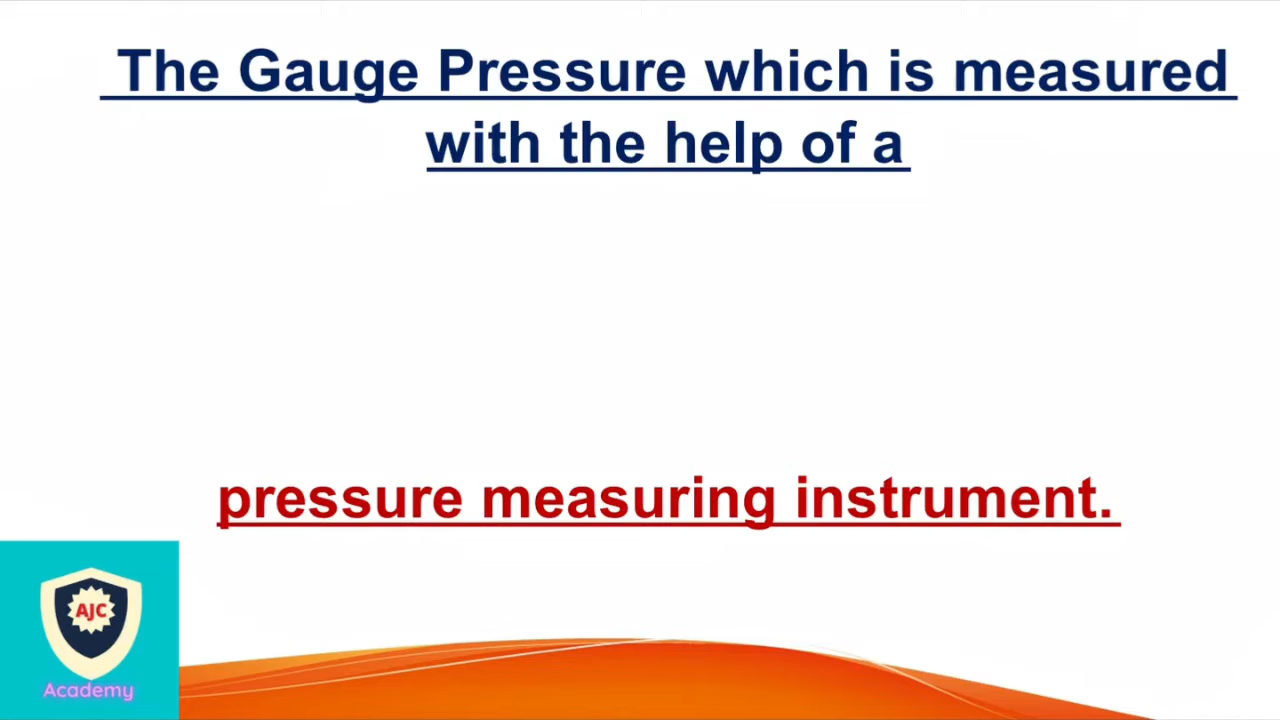 The Gauge Pressure which is measured
with the help of a
pressure measuring instrument.
AJC
Academy